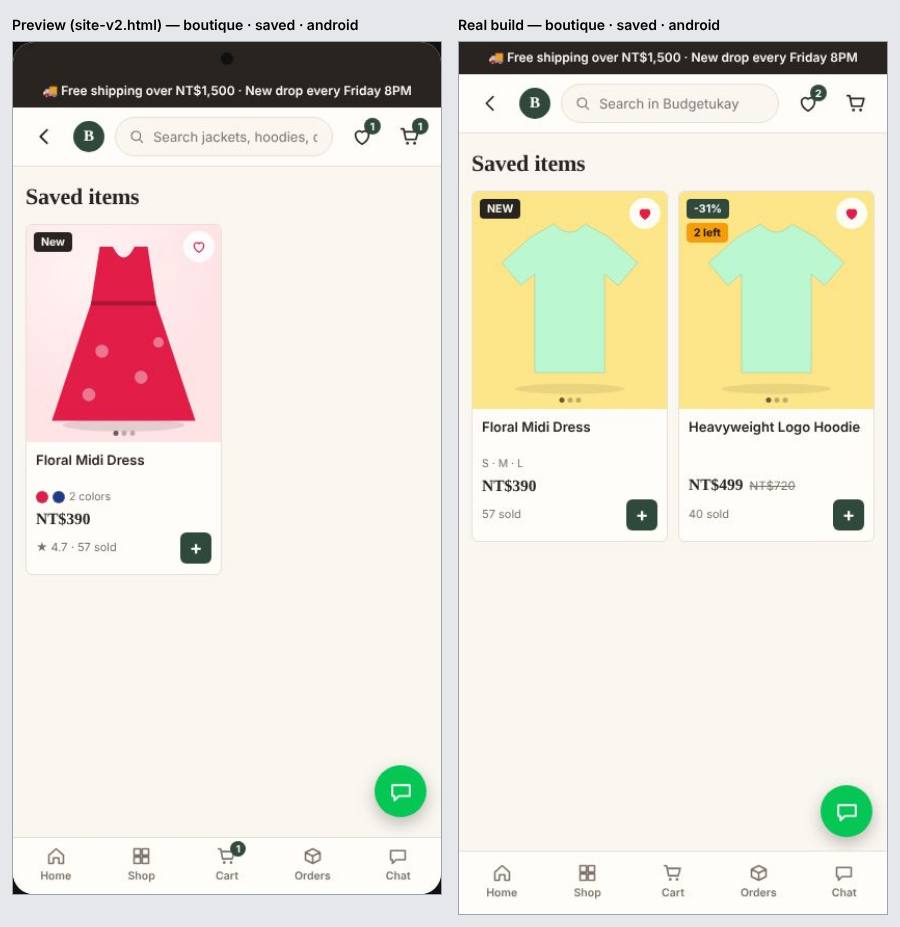 Preview (site-v2.html) — boutique · saved · android
🚚 Free shipping over NT$1,500 · New drop every Friday 8PM
B
Search jackets, hoodies, c
1
1
Saved items
New
Floral Midi Dress
2 colors
NT$390
★ 4.7 · 57 sold
+
1
Home
Shop
Cart
Orders
Chat
Real build — boutique · saved · android
🚚 Free shipping over NT$1,500 · New drop every Friday 8PM
B
Search in Budgetukay
2
Saved items
NEW
Floral Midi Dress
S · M · L
NT$390
57 sold
+
-31%
2 left
Heavyweight Logo Hoodie
NT$499 NT$720
40 sold
+
Home
Shop
Cart
Orders
Chat